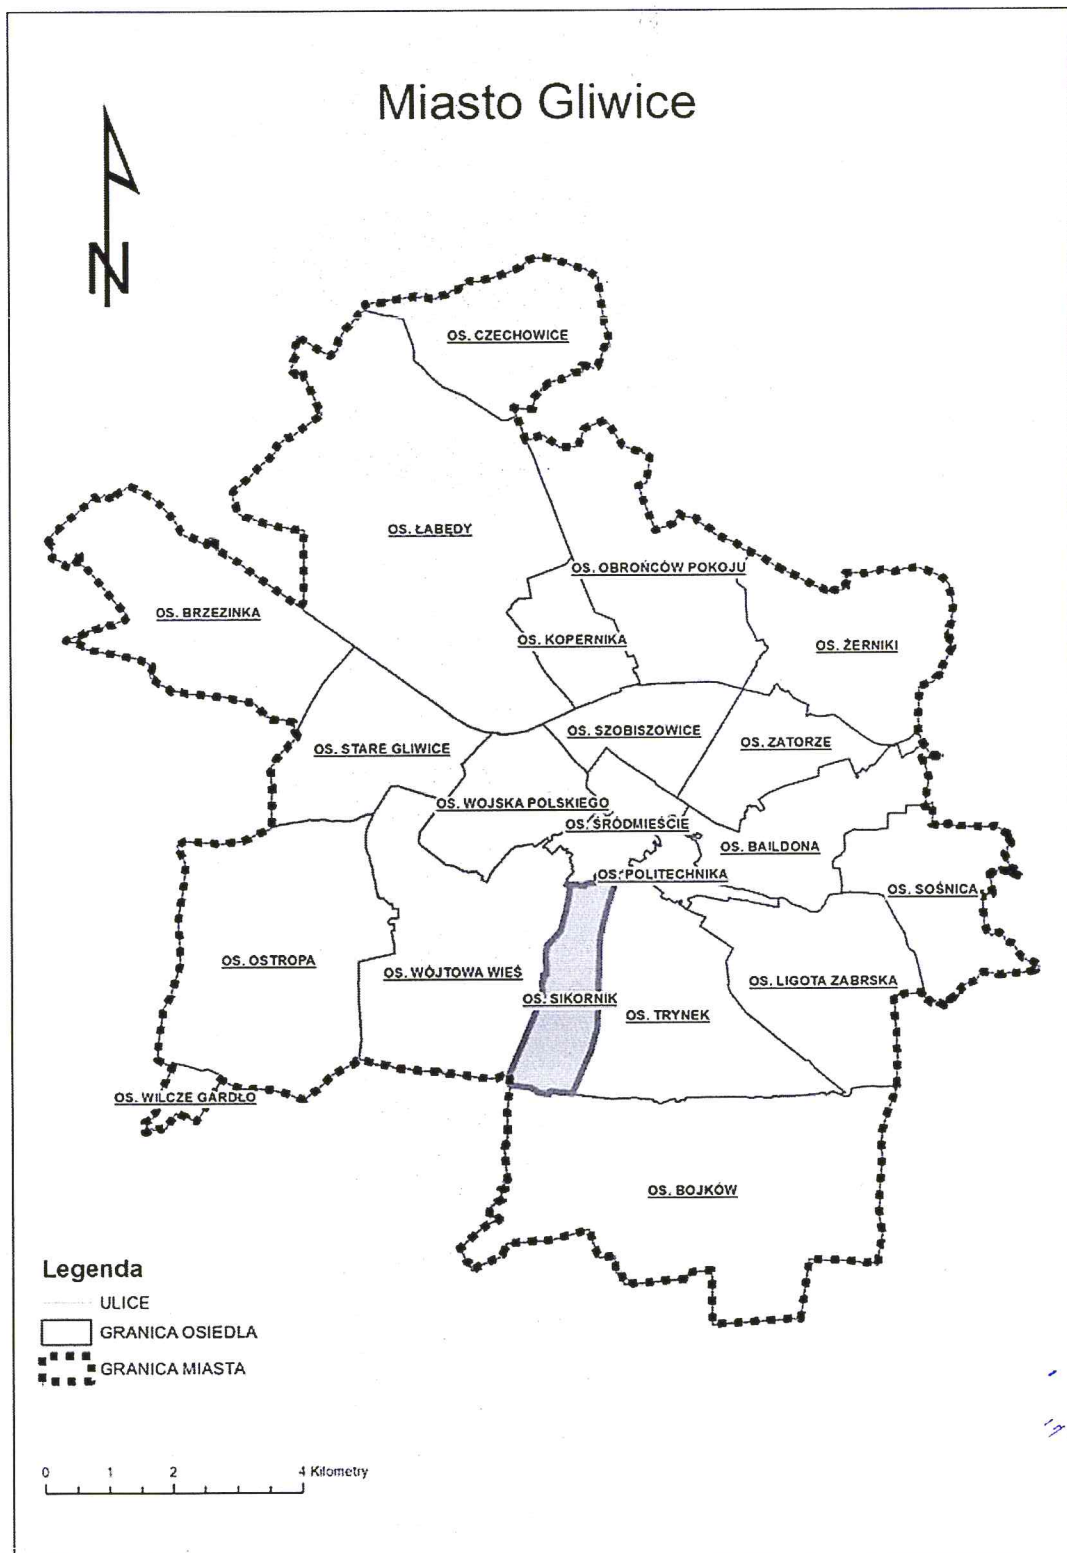 Miasto Gliwice
N
OS. CZECHOWICE
OS. ŁABĘDY
OS. OBROŃCÓW POKOJU
OS. BRZEZINKA
OS. KOPERNIKA
OS. ŻERNIKI
OS. SZOBISZOWICE
OS. STARE GLIWICE
OS. ZATORZE
OS. WOJSKA POLSKIEGO
OS. ŚRÓDMIEŚCIE
OS. BAILDONA
OS. POLITECHNIKA
OS. SOŚNICA
OS. OSTROPA
OS. WÓJTOWA WIEŚ
OS. LIGOTA ZABRSKA
OS. SIKORNIK
OS. TRYNEK
OS. WILCZE GARDŁO
OS. BOJKÓW
Legenda
ULICE
GRANICA OSIEDLA
GRANICA MIASTA
0 1 2 4 Kilometry